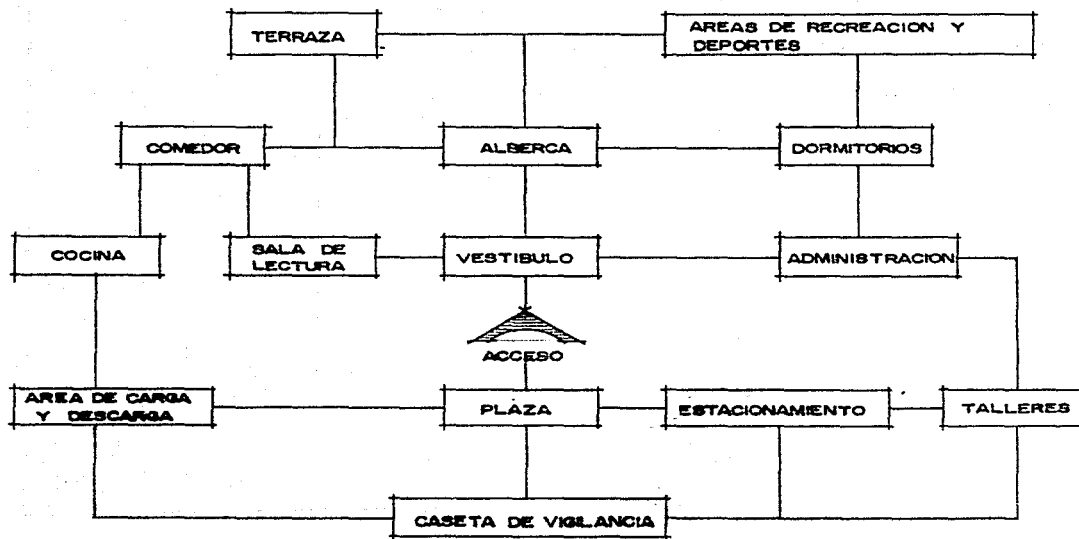 TERRAZA
AREAS DE RECREACION Y
DEPORTES
COMEDOR
ALBERCA
DORMITORIOS
COCINA
SALA DE
LECTURA
VESTIBULO
ADMINISTRACION
ACCESO
AREA DE CARGA
Y DESCARGA
PLAZA
ESTACIONAMIENTO
TALLERES
CASETA DE VIGILANCIA